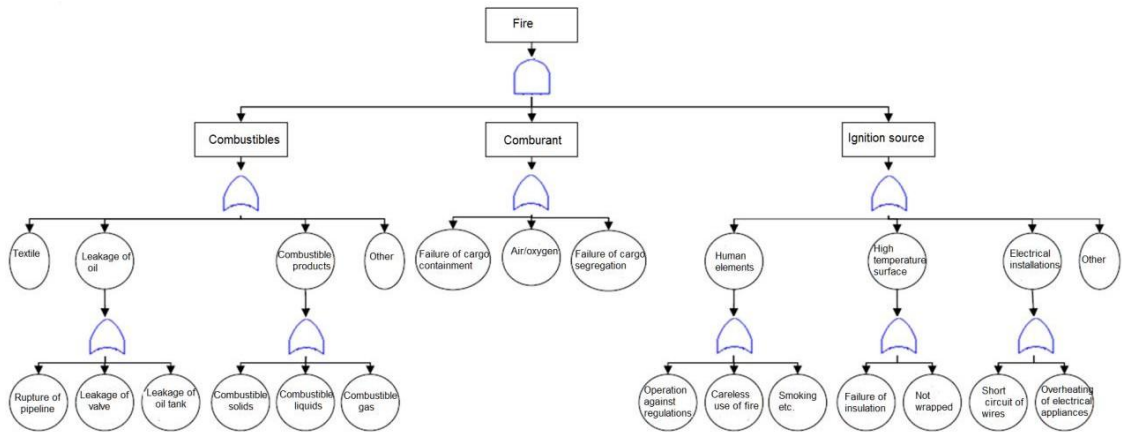 Fire
Combustibles
Comburant
Ignition source
Textile
Leakage of
oil
Combustible
products
Other
Failure of cargo
containment
Air/oxygen
Failure of cargo
segregation
Human
elements
High
temperature
surface
Electrical
installations
Other
Rupture of
pipeline
Leakage of
valve
Leakage of
oil tank
Combustible
solids
Combustible
liquids
Combustible
gas
Operation
against
regulations
Careless
use of fire
Smoking
etc.
Failure of
insulation
Not
wrapped
Short
circuit of
wires
Overheating
of electrical
appliances